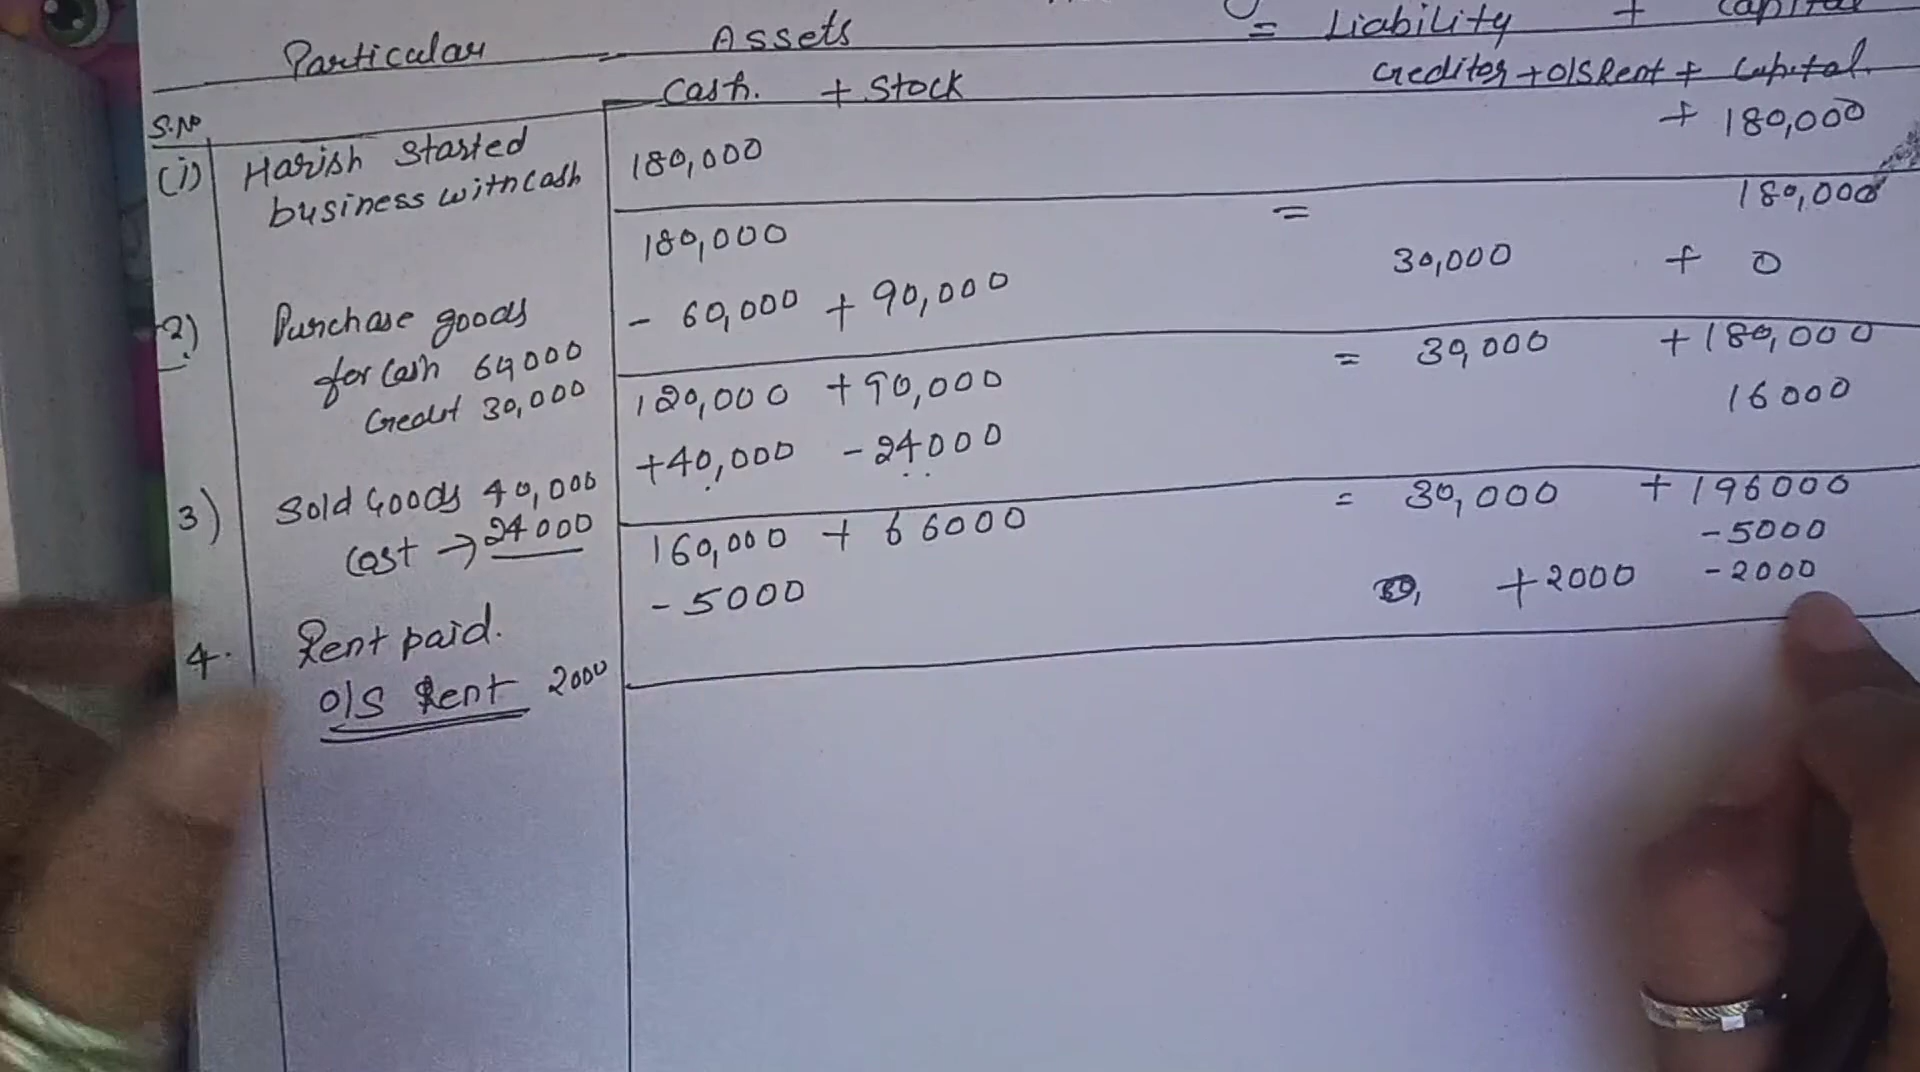 Assets = Liability + Capital
Particular
Cash. + Stock Creditor + O/S Rent + Capital
S.No
(i) Harish Started business with cash 180,000 + 180,000
180,000 = 180,000
2) Purchase goods for cash 60,000 Credit 30,000 - 60,000 + 90,000 30,000 + 0
120,000 + 90,000 = 30,000 + 180,000
3) Sold Goods 40,000 Cost → 24000 +40,000 - 24000 16000
160,000 + 66000 = 30,000 + 196000
4. Rent paid. - 5000 - 5000
O/S Rent 2000 +2000 - 2000